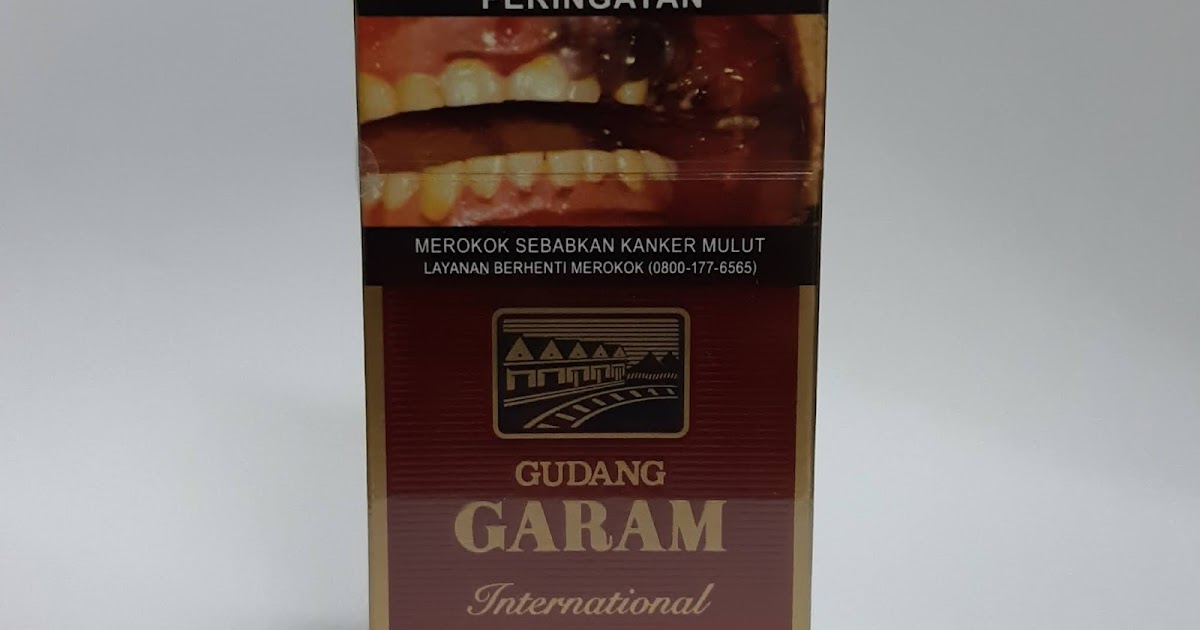 PERINGATAN
MEROKOK SEBABKAN KANKER MULUT
LAYANAN BERHENTI MEROKOK (0800-177-6565)
GUDANG
GARAM
International